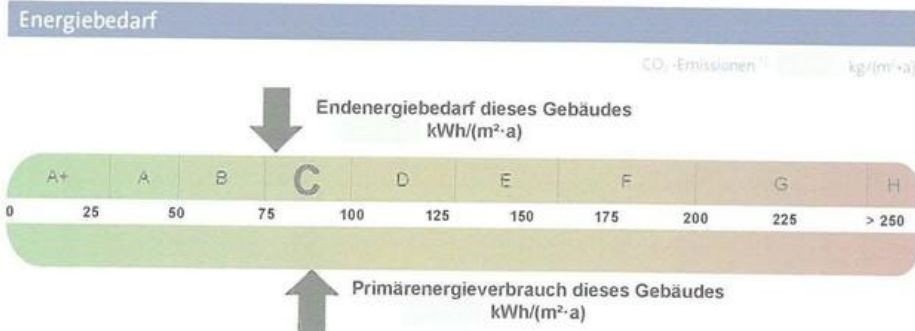 Energiebedarf
CO₂-Emissionen ¹⁾ kg/(m²·a)
Endenergiebedarf dieses Gebäudes
kWh/(m²·a)
A+ A B C D E F G H
0 25 50 75 100 125 150 175 200 225 > 250
Primärenergieverbrauch dieses Gebäudes
kWh/(m²·a)